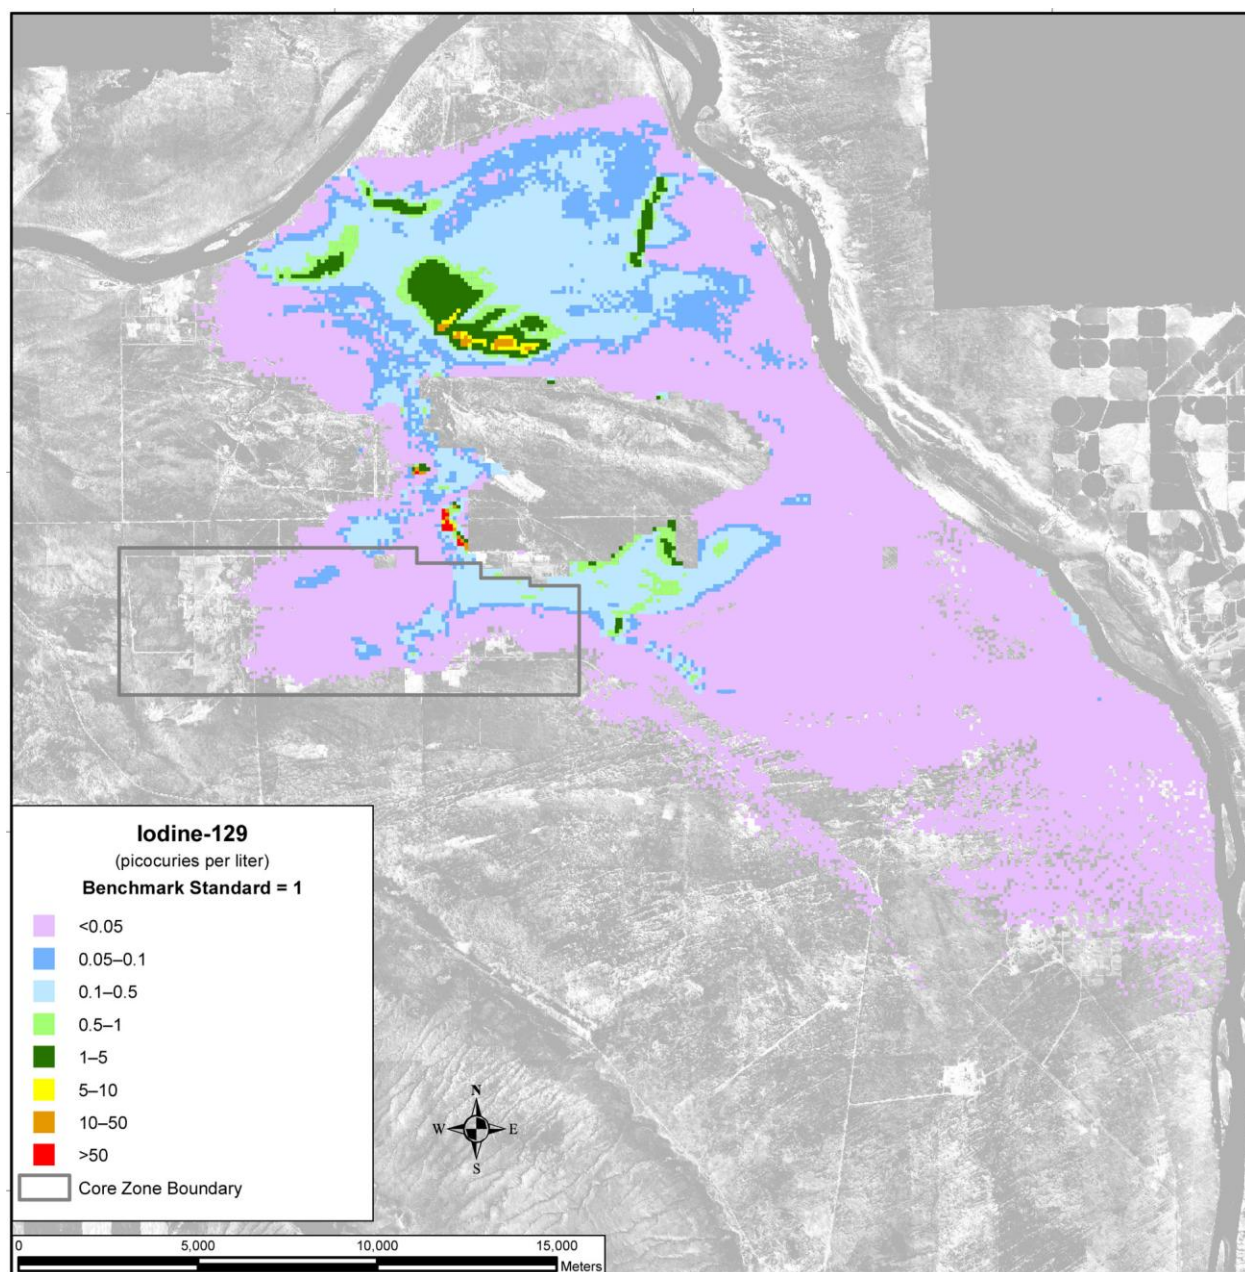 Iodine-129
(picocuries per liter)
Benchmark Standard = 1
<0.05
0.05–0.1
0.1–0.5
0.5–1
1–5
5–10
10–50
>50
Core Zone Boundary
N
W E
S
0 5,000 10,000 15,000
Meters